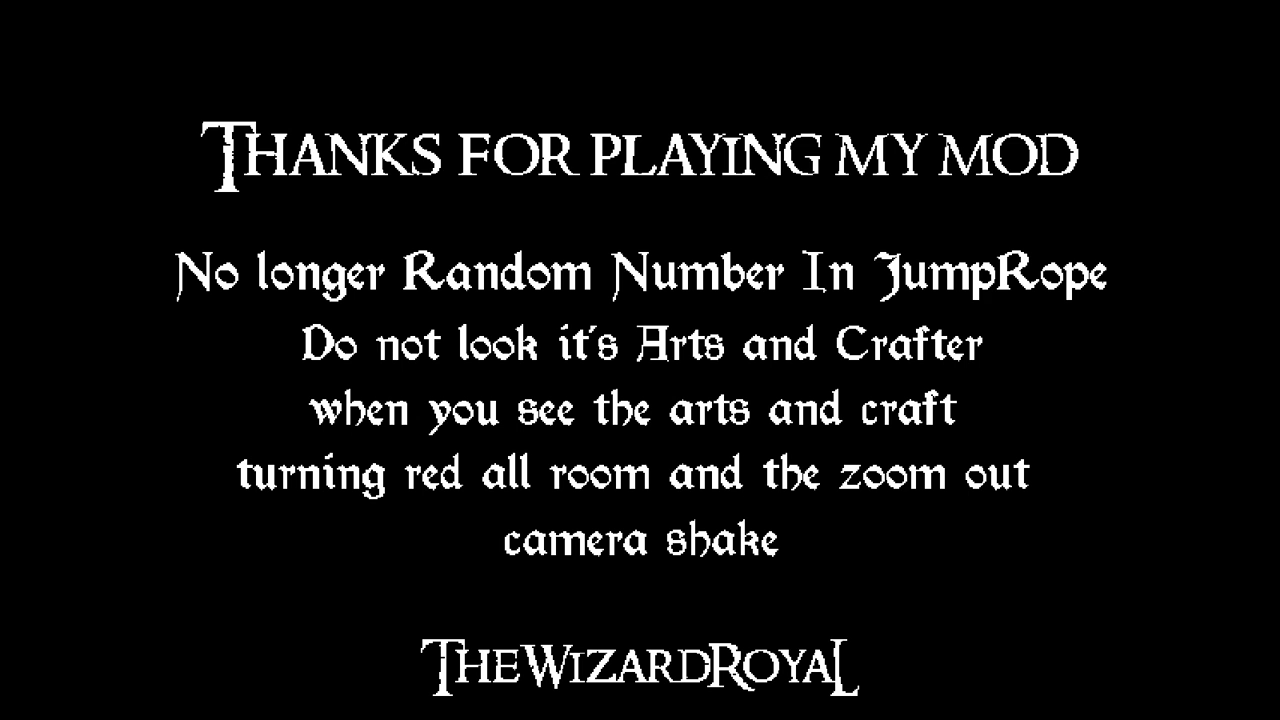 Thanks for playing my mod
No longer Random Number In JumpRope
Do not look it's Arts and Crafter
when you see the arts and craft
turning red all room and the zoom out
camera shake
TheWizardRoyal